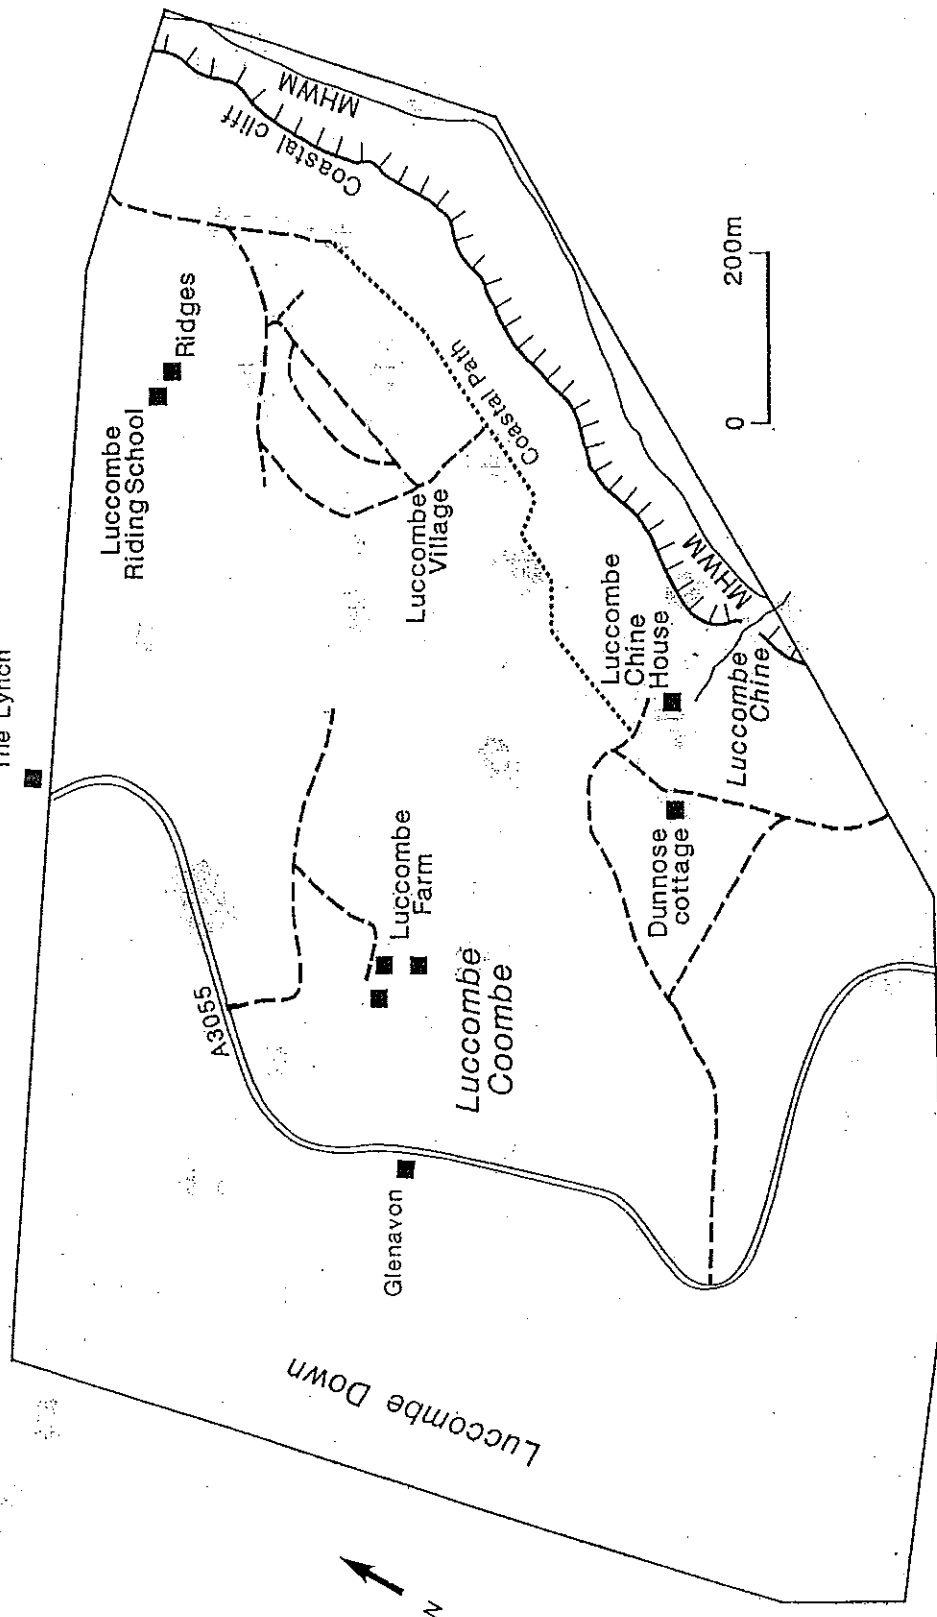 The Lynch
Luccombe
Riding School
Ridges
Coastal cliff
MHWM
A3055
Luccombe
Village
Coastal Path
Luccombe
Farm
Luccombe
Coombe
Glenavon
Luccombe
Chine
House
MHWM
Luccombe
Chine
Dunnose
cottage
Luccombe Down
0
200m
N